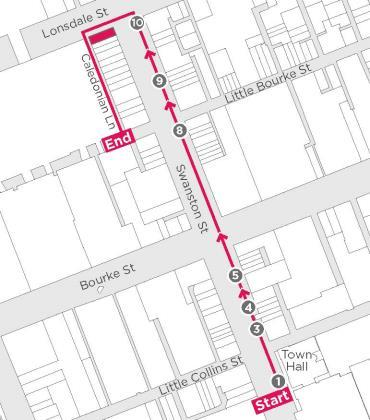 Lonsdale St
10
Caledonian Ln
9
Little Bourke St
8
End
Swanston St
5
Bourke St
4
3
Town
Hall
Little Collins St
1
Start